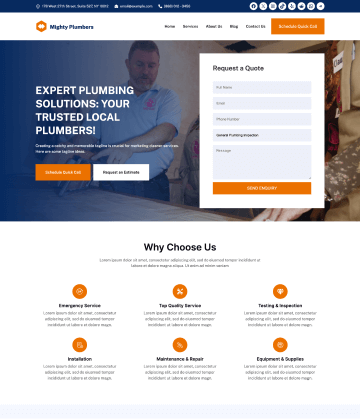 178 West 27th Street, Suite 527, NY 10012
email@example.com
(888) 910 - 0450
Mighty Plumbers
Home
Services
About Us
Blog
Contact Us
Schedule Quick Call
EXPERT PLUMBING
SOLUTIONS: YOUR
TRUSTED LOCAL
PLUMBERS!
Creating a catchy and memorable tagline is crucial for marketing cleaner services.
Here are some tagline ideas:
Schedule Quick Call
Request an Estimate
Request a Quote
Full Name
Email
Phone Number
General Plumbing Inspection
Message
SEND ENQUIRY
Why Choose Us
Lorem ipsum dolor sit amet, consectetur adipiscing elit, sed do eiusmod tempor incididunt ut
labore et dolore magna aliqua. Ut enim ad minim veniam
Emergency Service
Lorem ipsum dolor sit amet, consectetur
adipiscing elit, sed do eiusmod tempor
incididunt ut labore et dolore magn.
Top Quality Service
Lorem ipsum dolor sit amet, consectetur
adipiscing elit, sed do eiusmod tempor
incididunt ut labore et dolore magn.
Testing & Inspection
Lorem ipsum dolor sit amet, consectetur
adipiscing elit, sed do eiusmod tempor
incididunt ut labore et dolore magn.
Installation
Lorem ipsum dolor sit amet, consectetur
adipiscing elit, sed do eiusmod tempor
incididunt ut labore et dolore magn.
Maintenance & Repair
Lorem ipsum dolor sit amet, consectetur
adipiscing elit, sed do eiusmod tempor
incididunt ut labore et dolore magn.
Equipment & Supplies
Lorem ipsum dolor sit amet, consectetur
adipiscing elit, sed do eiusmod tempor
incididunt ut labore et dolore magn.